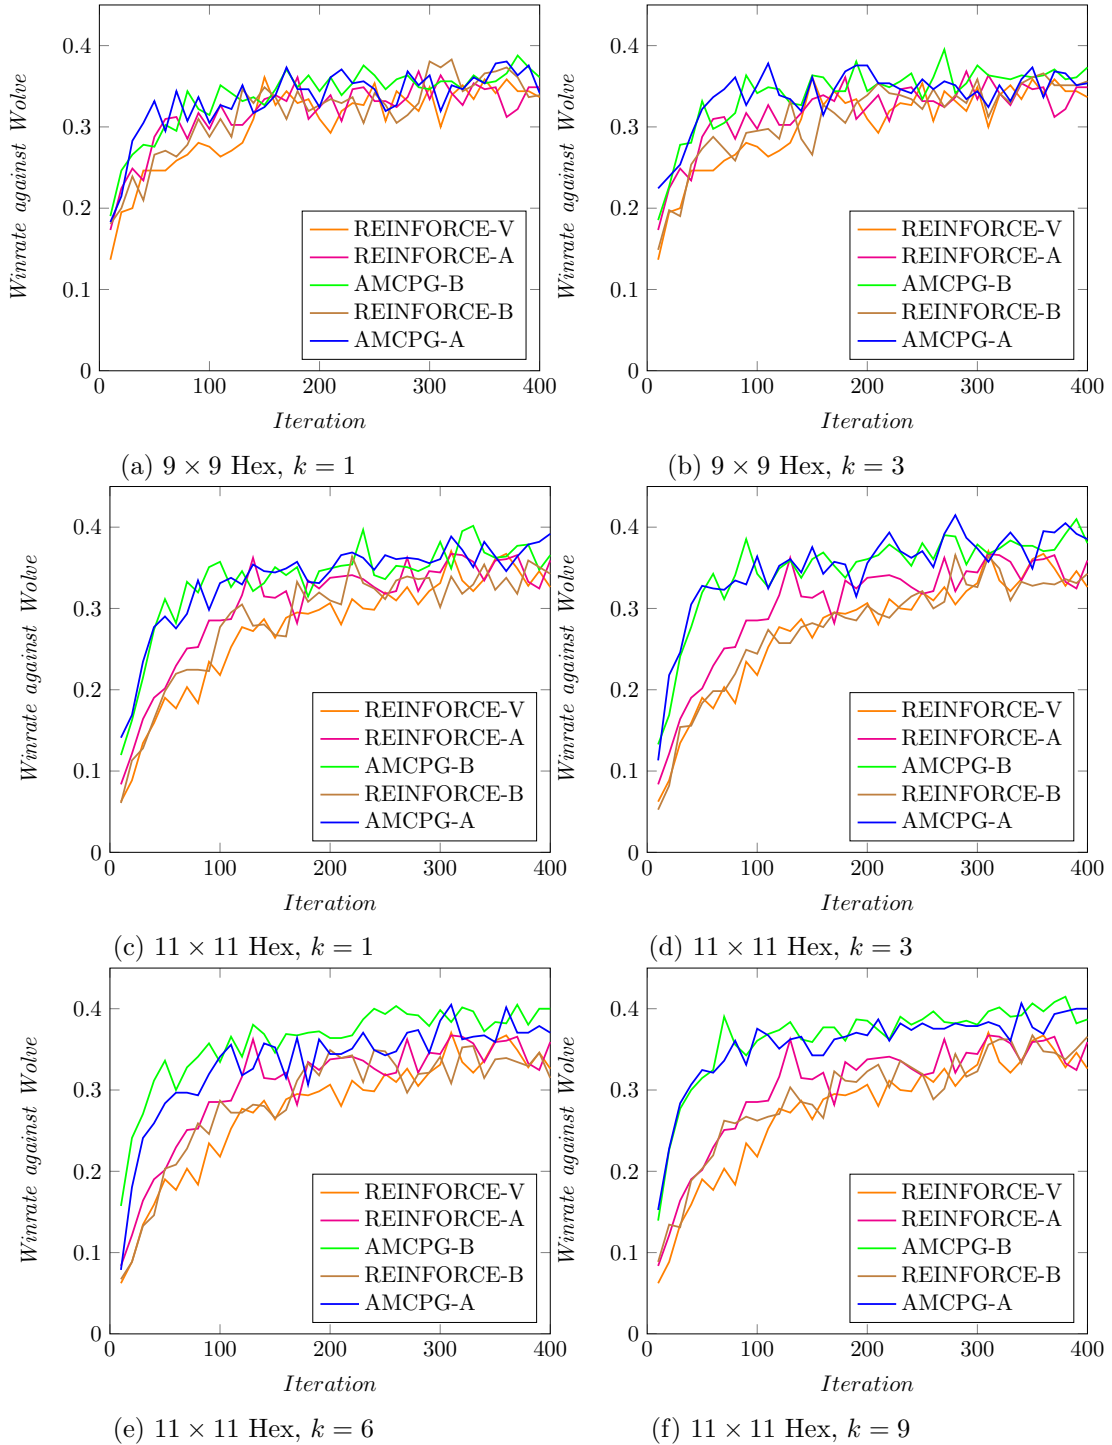 0.4
0.3
0.2
0.1
0
0 100 200 300 400
Winrate against Wolve
Iteration
REINFORCE-V
REINFORCE-A
AMCPG-B
REINFORCE-B
AMCPG-A
(a) 9 × 9 Hex, k = 1
0.4
0.3
0.2
0.1
0
0 100 200 300 400
Winrate against Wolve
Iteration
REINFORCE-V
REINFORCE-A
AMCPG-B
REINFORCE-B
AMCPG-A
(b) 9 × 9 Hex, k = 3
0.4
0.3
0.2
0.1
0
0 100 200 300 400
Winrate against Wolve
Iteration
REINFORCE-V
REINFORCE-A
AMCPG-B
REINFORCE-B
AMCPG-A
(c) 11 × 11 Hex, k = 1
0.4
0.3
0.2
0.1
0
0 100 200 300 400
Winrate against Wolve
Iteration
REINFORCE-V
REINFORCE-A
AMCPG-B
REINFORCE-B
AMCPG-A
(d) 11 × 11 Hex, k = 3
0.4
0.3
0.2
0.1
0
0 100 200 300 400
Winrate against Wolve
Iteration
REINFORCE-V
REINFORCE-A
AMCPG-B
REINFORCE-B
AMCPG-A
(e) 11 × 11 Hex, k = 6
0.4
0.3
0.2
0.1
0
0 100 200 300 400
Winrate against Wolve
Iteration
REINFORCE-V
REINFORCE-A
AMCPG-B
REINFORCE-B
AMCPG-A
(f) 11 × 11 Hex, k = 9